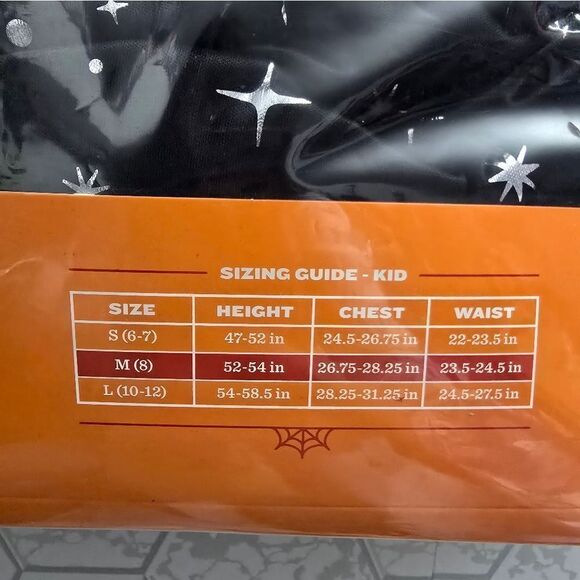 SIZING GUIDE - KID
SIZE HEIGHT CHEST WAIST
S (6-7) 47-52 in 24.5-26.75 in 22-23.5 in
M (8) 52-54 in 26.75-28.25 in 23.5-24.5 in
L (10-12) 54-58.5 in 28.25-31.25 in 24.5-27.5 in